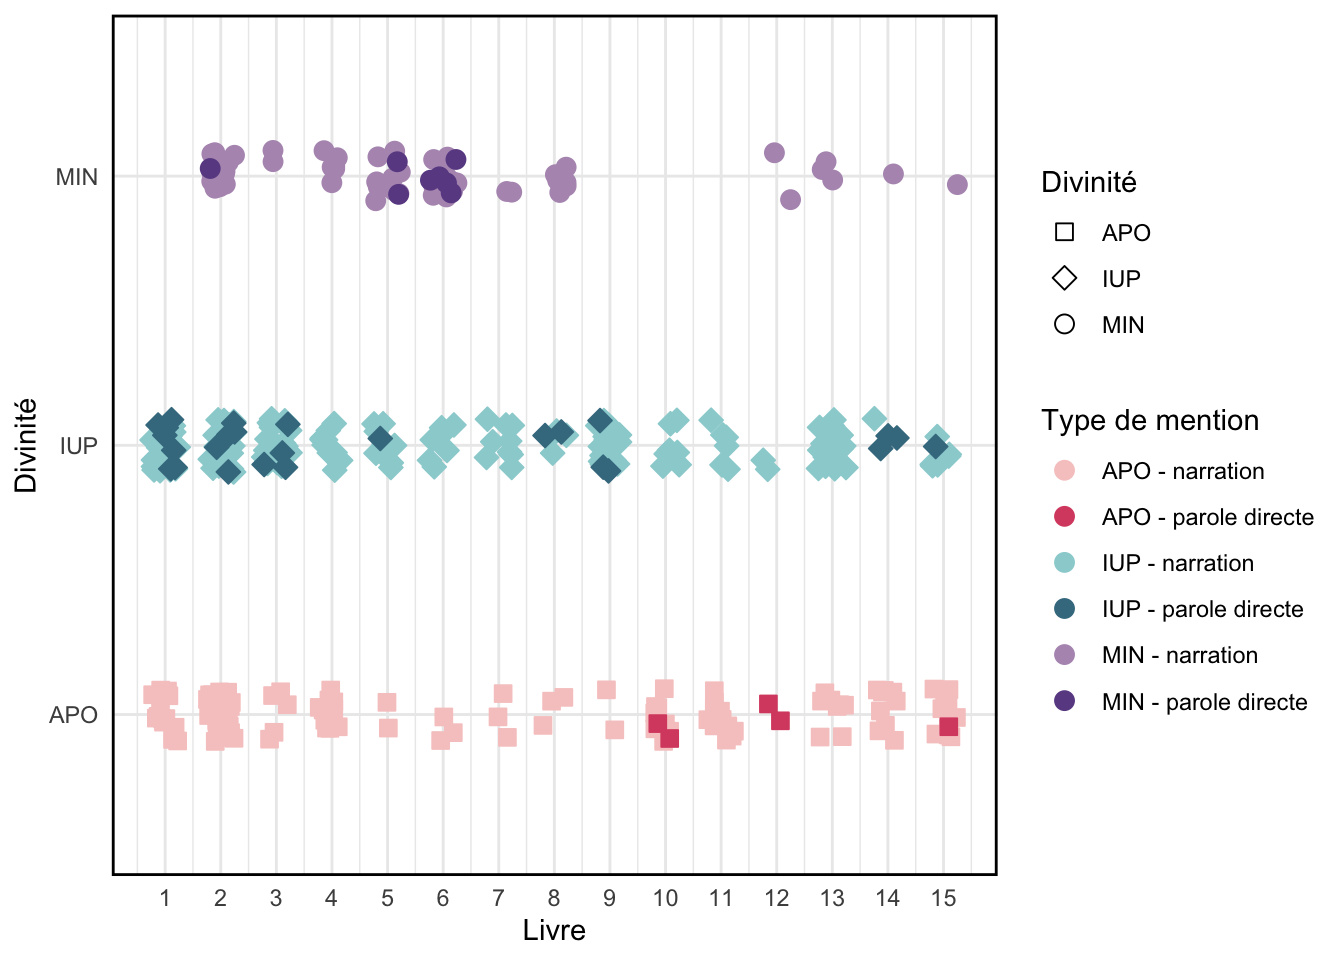 Divinité
MIN
IUP
APO
1 2 3 4 5 6 7 8 9 10 11 12 13 14 15
Livre
Divinité
APO
IUP
MIN
Type de mention
APO - narration
APO - parole directe
IUP - narration
IUP - parole directe
MIN - narration
MIN - parole directe